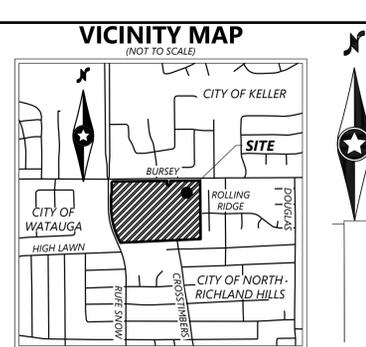 VICINITY MAP
(NOT TO SCALE)
N
N
CITY OF KELLER
SITE
BURSEY
ROLLING
RIDGE
DOUGLAS
CITY OF
WATAUGA
HIGH LAWN
RUFE SNOW
CROSSTIMBERS
CITY OF NORTH
RICHLAND HILLS